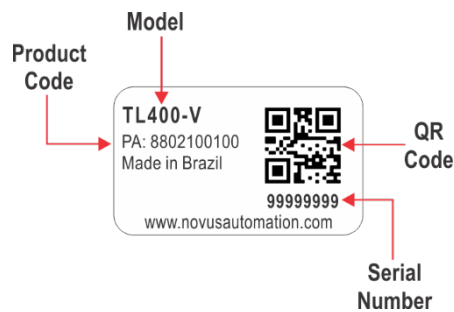 Model
Product
Code
TL400-V
PA: 8802100100
Made in Brazil
QR
Code
99999999
www.novusautomation.com
Serial
Number